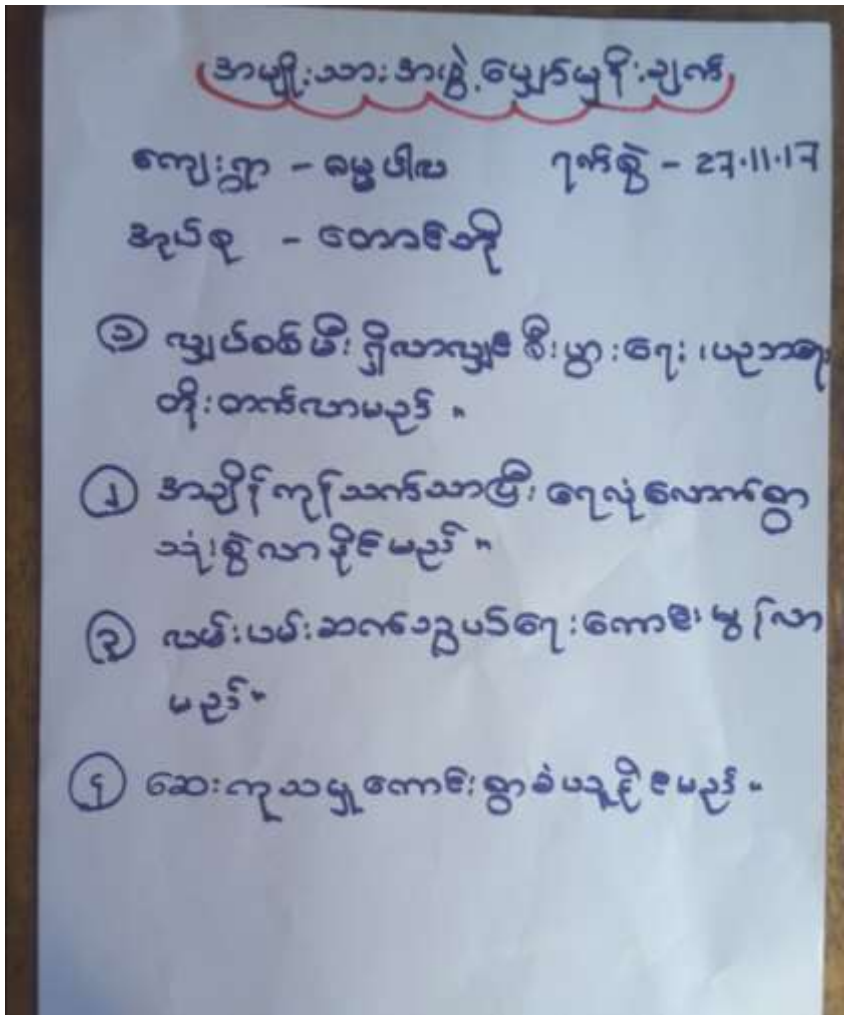 အမျိုးသားအဖွဲ့မျှော်မှန်းချက်
ကျေးရွာ - ဓမ္မပါလ ရက်စွဲ - 27.11.17
အုပ်စု - တောင်ဘို
၁ လျှပ်စစ်မီးရှိလာလျှင် စီးပွားရေး၊ ပညာရေး
တိုးတက်လာမည်။
၂ အချိန်ကုန်သက်သာပြီး ရေလုံလောက်စွာ
သုံးစွဲလာနိုင်မည်။
၃ လမ်းပမ်းဆက်သွယ်ရေးကောင်းမွန်လာ
မည်။
၄ ဆေးကုသမှုကောင်းစွာခံယူနိုင်မည်။